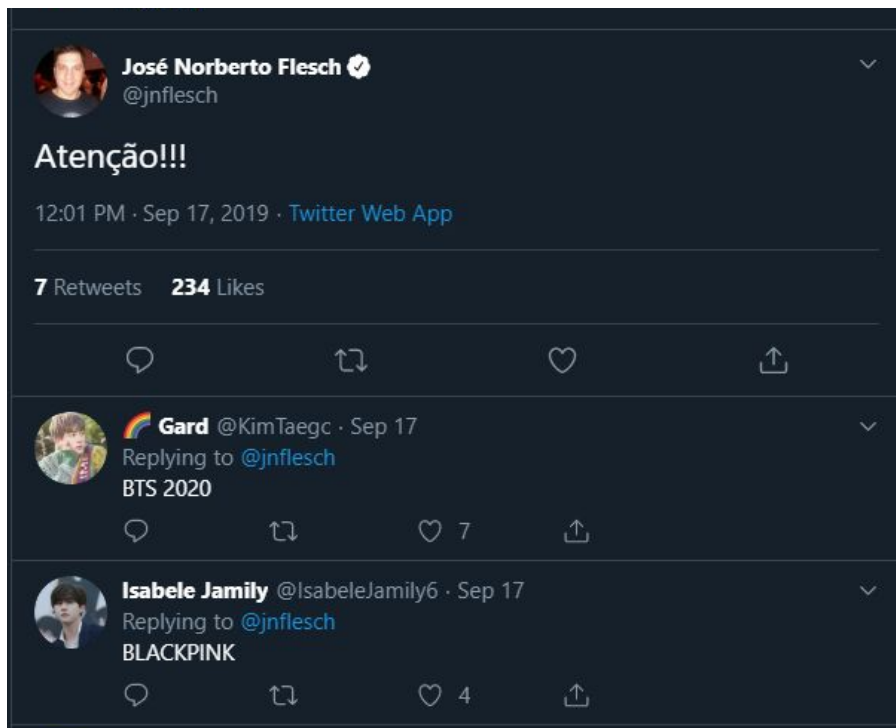 José Norberto Flesch
@jnflesch
Atenção!!!
12:01 PM · Sep 17, 2019 · Twitter Web App
7 Retweets 234 Likes
Gard @KimTaegc · Sep 17
Replying to @jnflesch
BTS 2020
7
Isabele Jamily @IsabeleJamily6 · Sep 17
Replying to @jnflesch
BLACKPINK
4